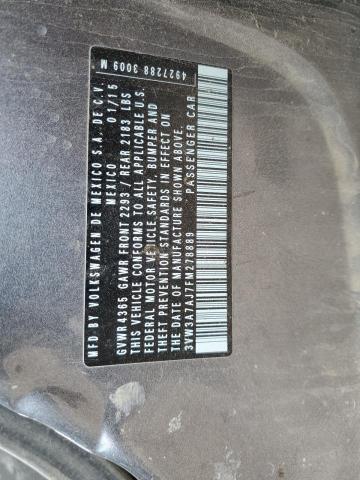 4927288 3009 M
MFD BY VOLKSWAGEN DE MEXICO S.A. DE C.V.
MEXICO 01/15
GVWR 4365 GAWR FRONT 2293 / REAR 2183 LBS
THIS VEHICLE CONFORMS TO ALL APPLICABLE U.S.
FEDERAL MOTOR VEHICLE SAFETY, BUMPER AND
THEFT PREVENTION STANDARDS IN EFFECT ON
THE DATE OF MANUFACTURE SHOWN ABOVE.
3VW3A7AJ7FM278889 PASSENGER CAR